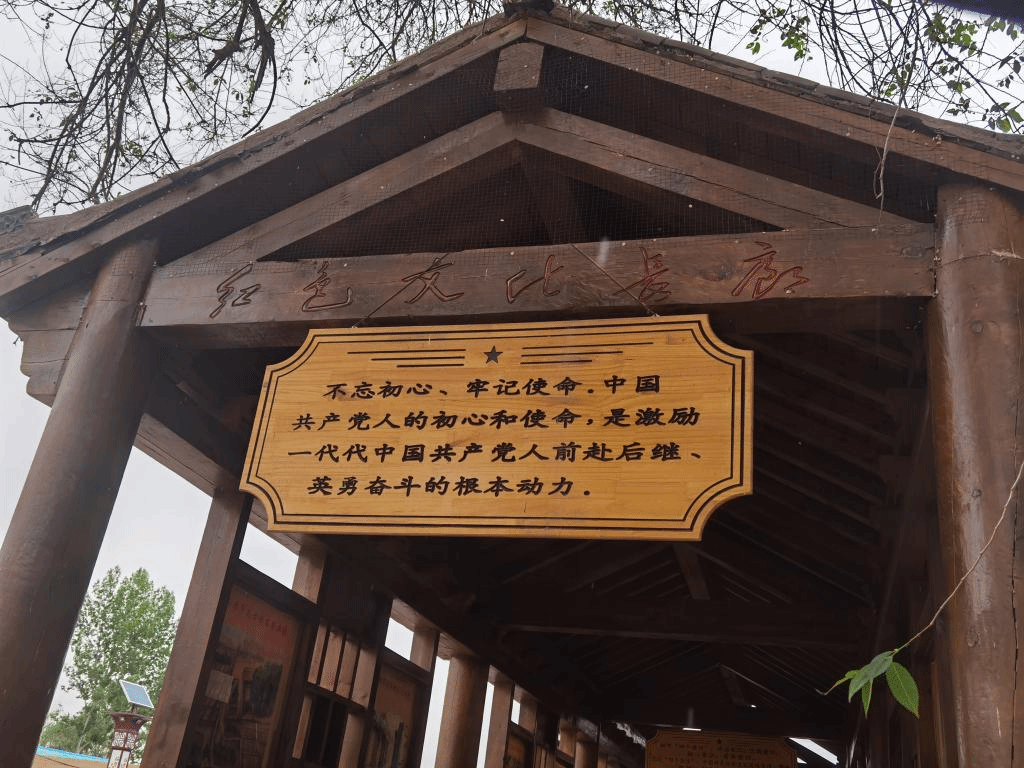 红色文化长廊
不忘初心、牢记使命.中国
共产党人的初心和使命,是激励
一代代中国共产党人前赴后继、
英勇奋斗的根本动力.